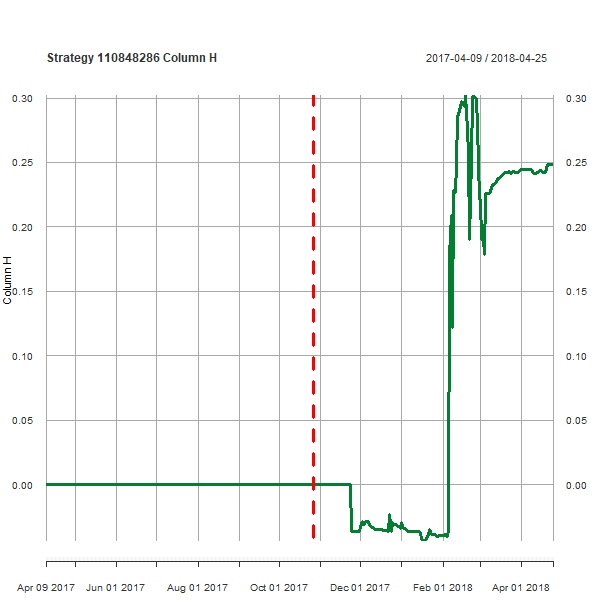 Strategy 110848286 Column H
2017-04-09 / 2018-04-25
Column H
0.30
0.25
0.20
0.15
0.10
0.05
0.00
0.30
0.25
0.20
0.15
0.10
0.05
0.00
Apr 09 2017
Jun 01 2017
Aug 01 2017
Oct 01 2017
Dec 01 2017
Feb 01 2018
Apr 01 2018